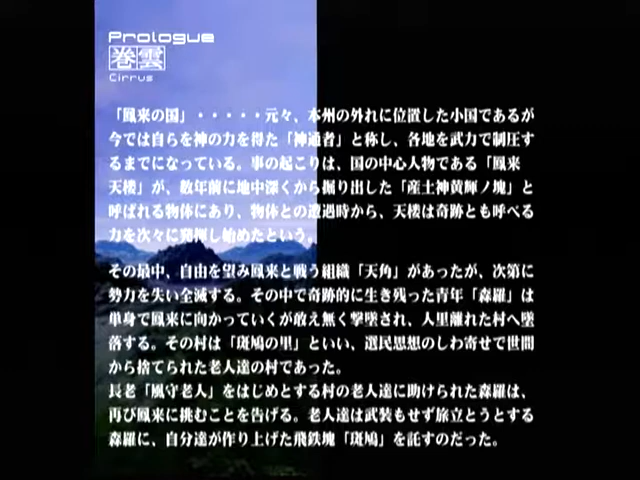 Prologue
巻雲
Cirrus
「鳳来の国」・・・・・元々、本州の外れに位置した小国であるが
今では自らを神の力を得た「神通者」と称し、各地を武力で制圧す
るまでになっている。事の起こりは、国の中心人物である「鳳来
天楼」が、数年前に地中深くから掘り出した「産土神黄輝ノ塊」と
呼ばれる物体にあり、物体との遭遇時から、天楼は奇跡とも呼べる
力を次々に発揮し始めたという。
その最中、自由を望み鳳来と戦う組織「天角」があったが、次第に
勢力を失い全滅する。その中で奇跡的に生き残った青年「森羅」は
単身で鳳来に向かっていくが敢え無く撃墜され、人里離れた村へ墜
落する。その村は「斑鳩の里」といい、選民思想のしわ寄せで世間
から捨てられた老人達の村であった。
長老「風守老人」をはじめとする村の老人達に助けられた森羅は、
再び鳳来に挑むことを告げる。老人達は武装もせず旅立とうとする
森羅に、自分達が作り上げた飛鉄塊「斑鳩」を託すのだった。